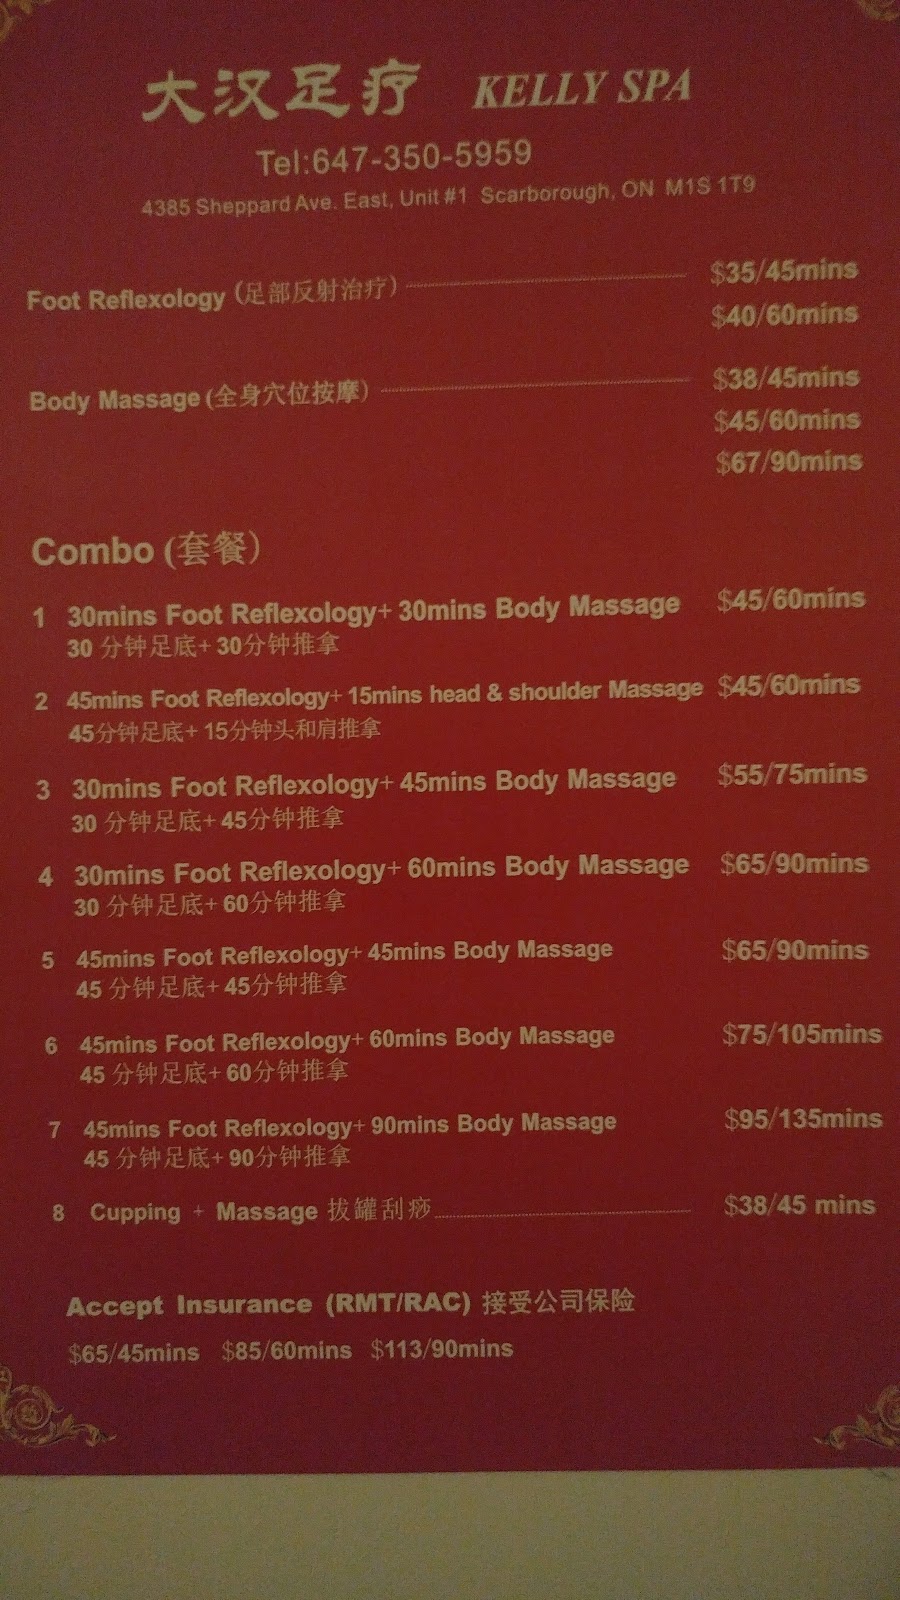 大汉足疗 KELLY SPA
Tel:647-350-5959
4385 Sheppard Ave. East, Unit #1 Scarborough, ON M1S 1T9
Foot Reflexology (足部反射治疗) $35/45mins
$40/60mins
Body Massage (全身穴位按摩) $38/45mins
$45/60mins
$67/90mins
Combo (套餐)
1 30mins Foot Reflexology+ 30mins Body Massage $45/60mins
30 分钟足底+ 30分钟推拿
2 45mins Foot Reflexology+ 15mins head & shoulder Massage $45/60mins
45分钟足底+ 15分钟头和肩推拿
3 30mins Foot Reflexology+ 45mins Body Massage $55/75mins
30 分钟足底+ 45分钟推拿
4 30mins Foot Reflexology+ 60mins Body Massage $65/90mins
30 分钟足底+ 60分钟推拿
5 45mins Foot Reflexology+ 45mins Body Massage $65/90mins
45 分钟足底+ 45分钟推拿
6 45mins Foot Reflexology+ 60mins Body Massage $75/105mins
45 分钟足底+ 60分钟推拿
7 45mins Foot Reflexology+ 90mins Body Massage $95/135mins
45 分钟足底+ 90分钟推拿
8 Cupping + Massage 拔罐刮痧 $38/45 mins
Accept Insurance (RMT/RAC) 接受公司保险
$65/45mins $85/60mins $113/90mins